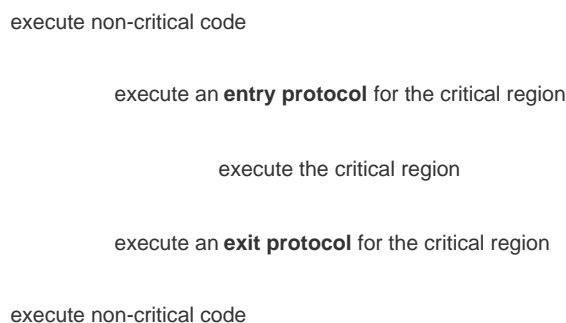 execute non-critical code
execute an entry protocol for the critical region
execute the critical region
execute an exit protocol for the critical region
execute non-critical code